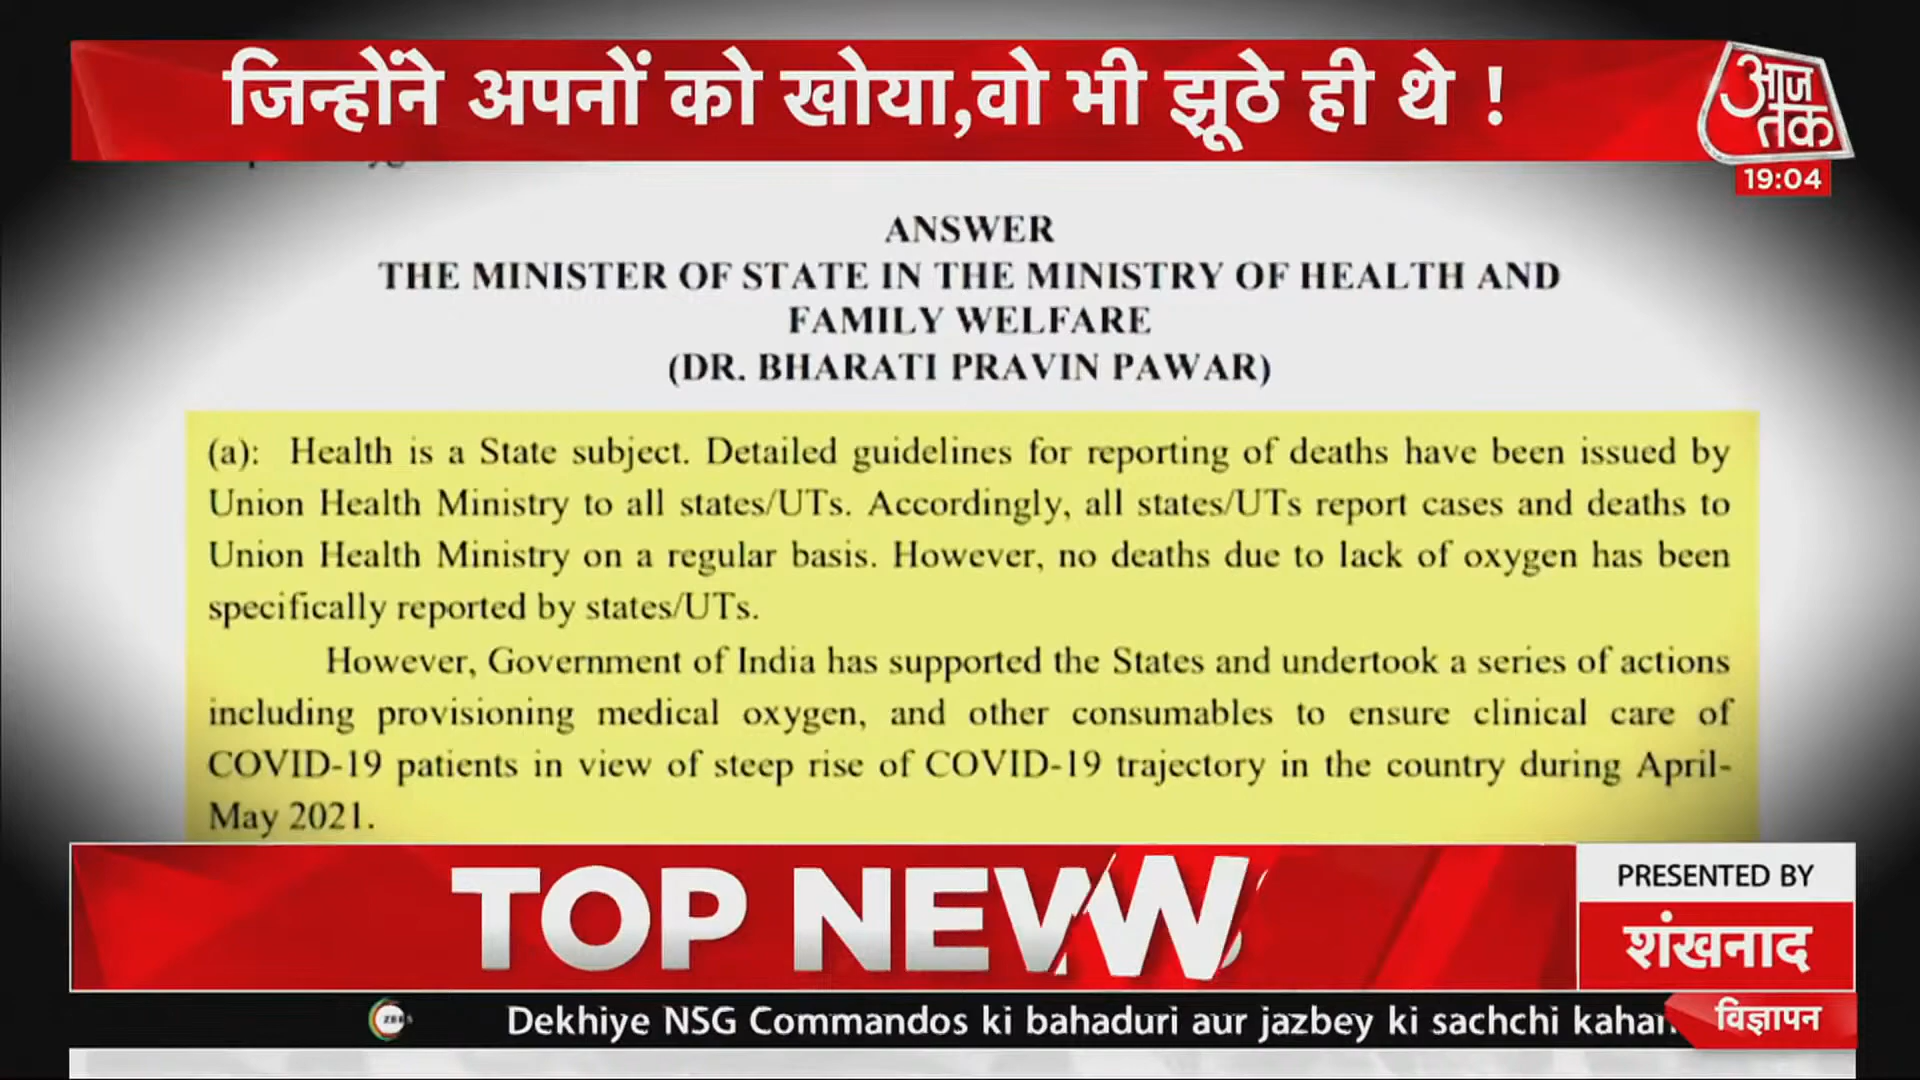 जिन्होंने अपनों को खोया,वो भी झूठे ही थे !
आज
तक
19:04
ANSWER
THE MINISTER OF STATE IN THE MINISTRY OF HEALTH AND
FAMILY WELFARE
(DR. BHARATI PRAVIN PAWAR)
(a): Health is a State subject. Detailed guidelines for reporting of deaths have been issued by
Union Health Ministry to all states/UTs. Accordingly, all states/UTs report cases and deaths to
Union Health Ministry on a regular basis. However, no deaths due to lack of oxygen has been
specifically reported by states/UTs.
However, Government of India has supported the States and undertook a series of actions
including provisioning medical oxygen, and other consumables to ensure clinical care of
COVID-19 patients in view of steep rise of COVID-19 trajectory in the country during April-
May 2021.
TOP NEWS
PRESENTED BY
शंखनाद
ZEE5
Dekhiye NSG Commandos ki bahaduri aur jazbey ki sachchi
विज्ञापन